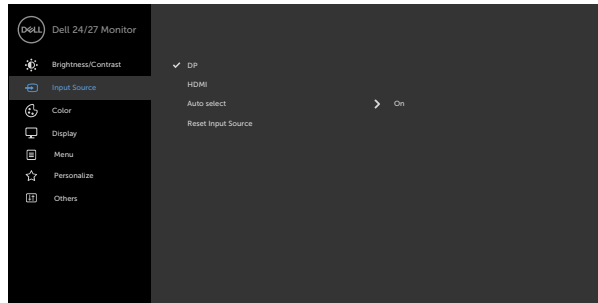 DELL
Dell 24/27 Monitor
Brightness/Contrast
Input Source
Color
Display
Menu
Personalize
Others
DP
HDMI
Auto select On
Reset Input Source